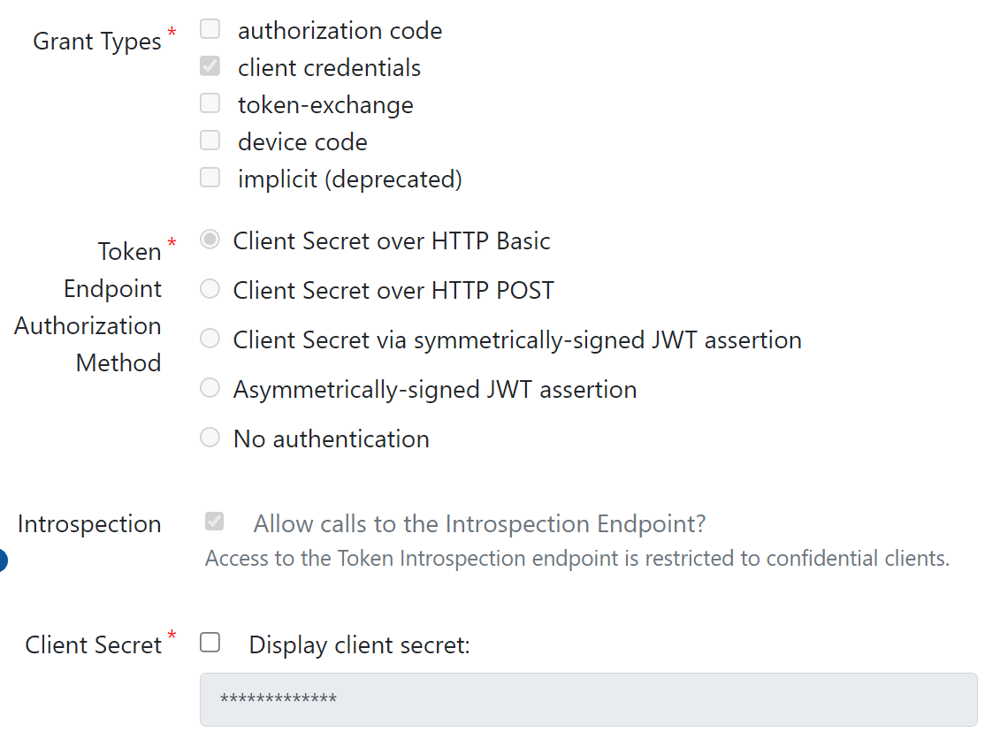 Grant Types *
authorization code
client credentials
token-exchange
device code
implicit (deprecated)
Token *
Endpoint
Authorization
Method
Client Secret over HTTP Basic
Client Secret over HTTP POST
Client Secret via symmetrically-signed JWT assertion
Asymmetrically-signed JWT assertion
No authentication
Introspection
Allow calls to the Introspection Endpoint?
Access to the Token Introspection endpoint is restricted to confidential clients.
Client Secret *
Display client secret:
*************